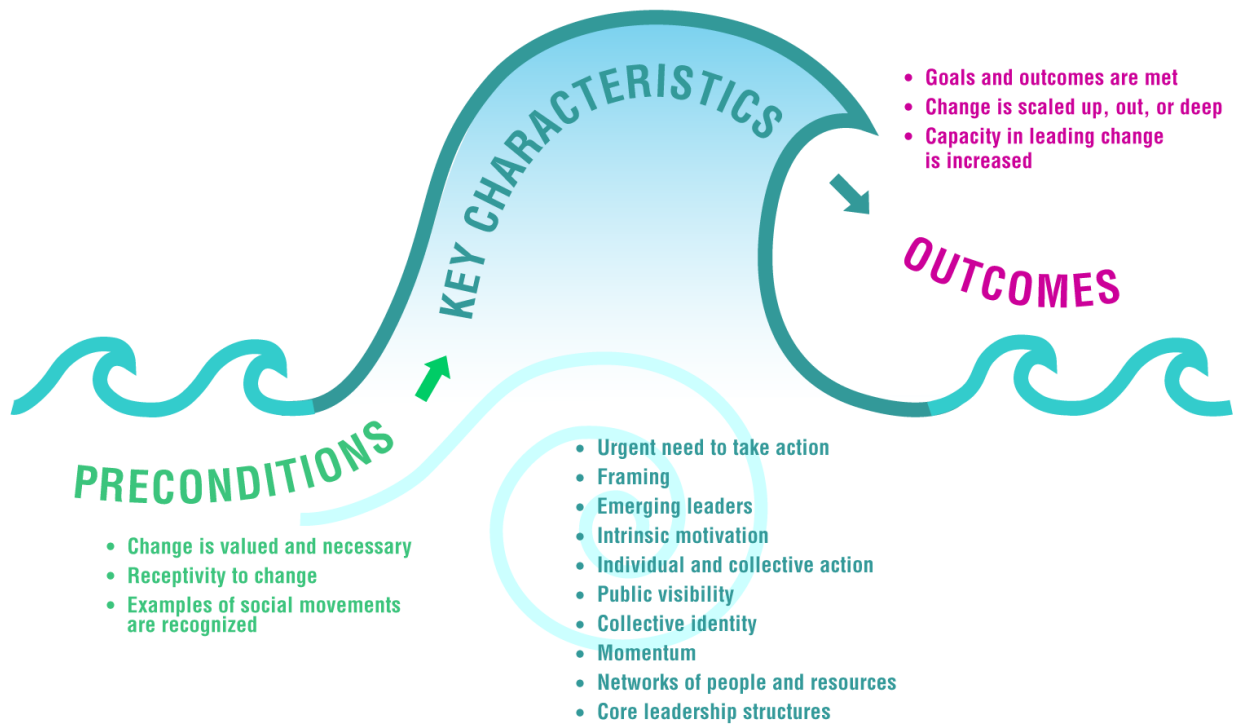 PRECONDITIONS
• Change is valued and necessary
• Receptivity to change
• Examples of social movements
are recognized
KEY CHARACTERISTICS
• Urgent need to take action
• Framing
• Emerging leaders
• Intrinsic motivation
• Individual and collective action
• Public visibility
• Collective identity
• Momentum
• Networks of people and resources
• Core leadership structures
• Goals and outcomes are met
• Change is scaled up, out, or deep
• Capacity in leading change
is increased
OUTCOMES